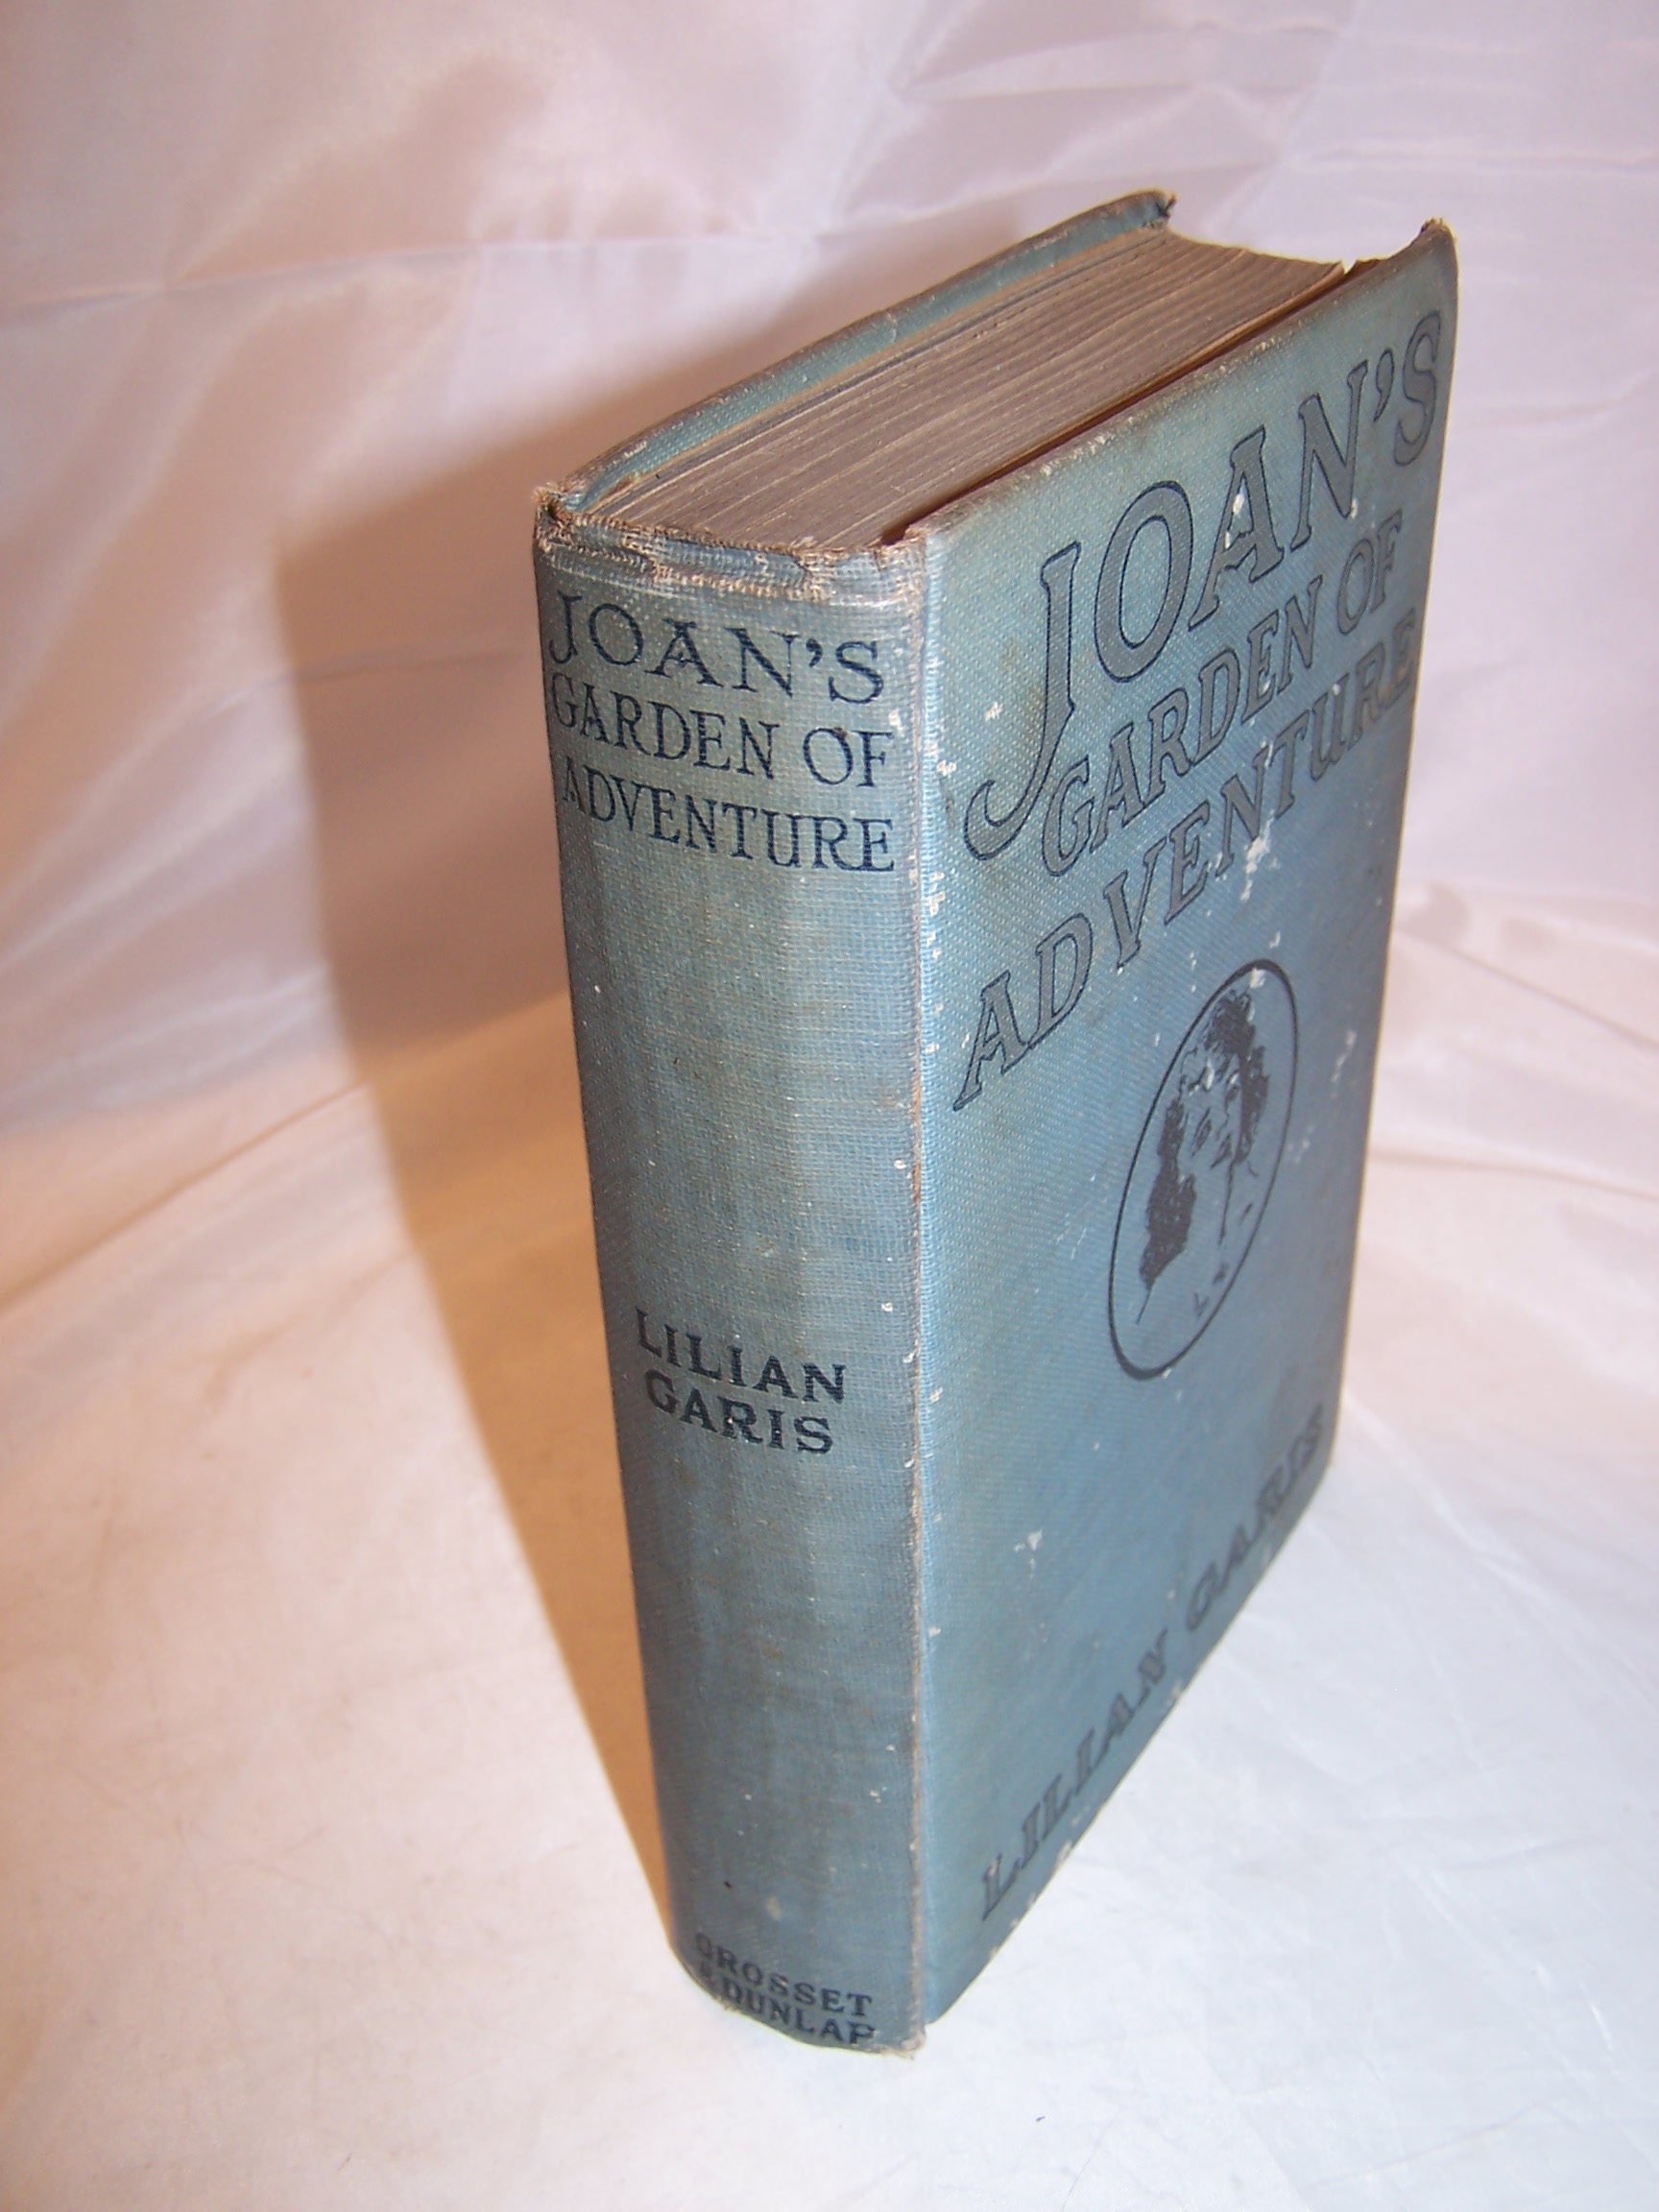 JOAN'S
GARDEN OF
ADVENTURE
LILIAN
GARIS
GROSSET
& DUNLAP
JOAN'S
GARDEN OF
ADVENTURE
LILIAN GARIS